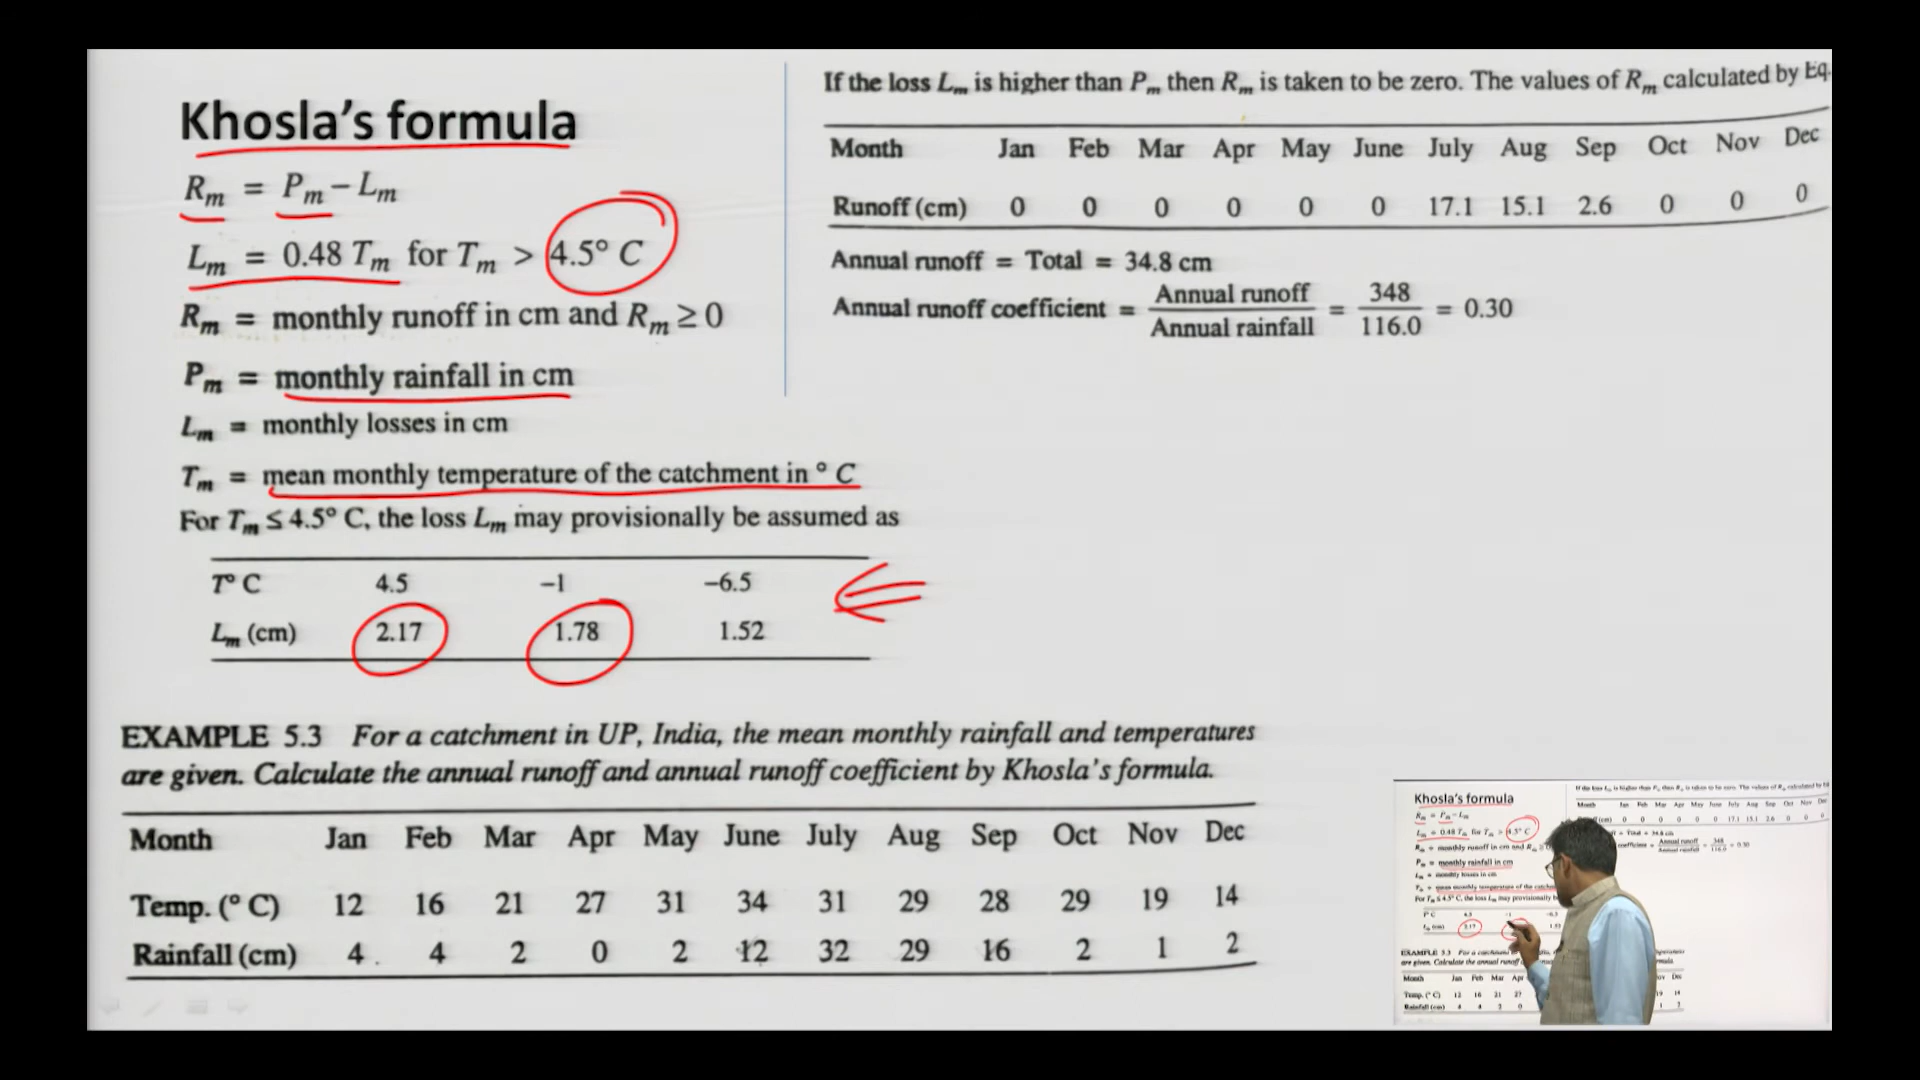 Khosla's formula
R_m = P_m – L_m
L_m = 0.48 T_m for T_m > 4.5° C
R_m = monthly runoff in cm and R_m ≥ 0
P_m = monthly rainfall in cm
L_m = monthly losses in cm
T_m = mean monthly temperature of the catchment in ° C
For T_m ≤ 4.5° C, the loss L_m may provisionally be assumed as
T° C 4.5 –1 –6.5
L_m (cm) 2.17 1.78 1.52
EXAMPLE 5.3 For a catchment in UP, India, the mean monthly rainfall and temperatures
are given. Calculate the annual runoff and annual runoff coefficient by Khosla's formula.
Month Jan Feb Mar Apr May June July Aug Sep Oct Nov Dec
Temp. (° C) 12 16 21 27 31 34 31 29 28 29 19 14
Rainfall (cm) 4 4 2 0 2 12 32 29 16 2 1 2
If the loss L_m is higher than P_m then R_m is taken to be zero. The values of R_m calculated by Eq.
Month Jan Feb Mar Apr May June July Aug Sep Oct Nov Dec
Runoff (cm) 0 0 0 0 0 0 17.1 15.1 2.6 0 0 0
Annual runoff = Total = 34.8 cm
Annual runoff coefficient = Annual runoff / Annual rainfall = 348 / 116.0 = 0.30